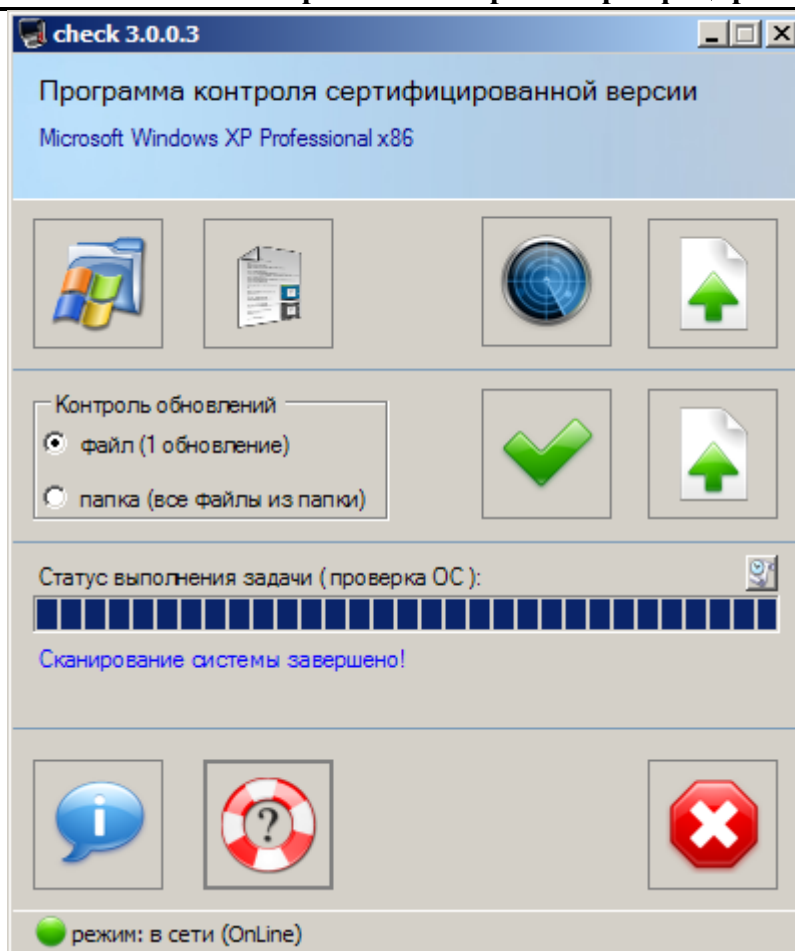 check 3.0.0.3
Программа контроля сертифицированной версии
Microsoft Windows XP Professional x86
Контроль обновлений
файл (1 обновление)
папка (все файлы из папки)
Статус выполнения задачи ( проверка ОС ):
Сканирование системы завершено!
?
режим: в сети (OnLine)